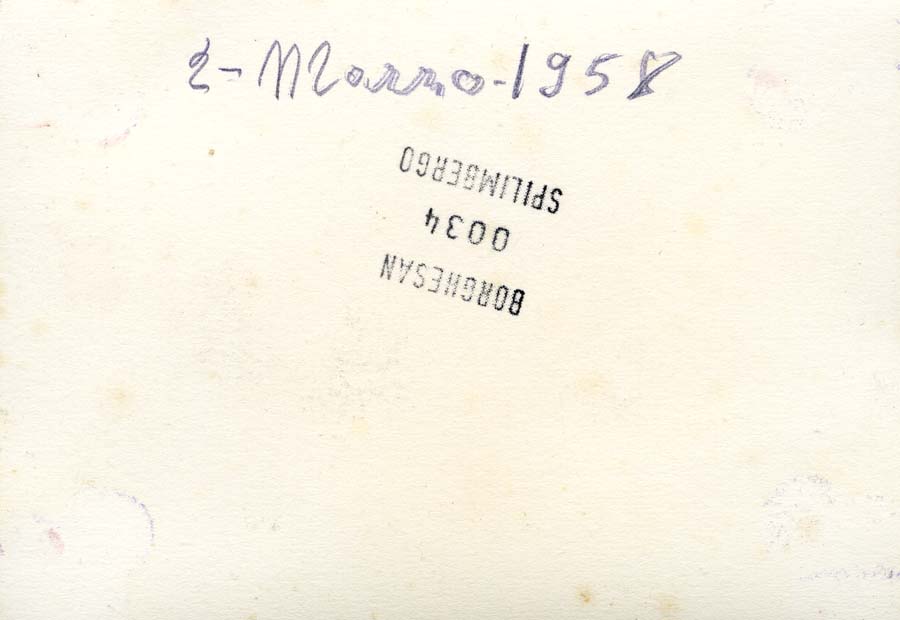 2-Marzo-1958
BORGHESAN
0034
SPILIMBERGO